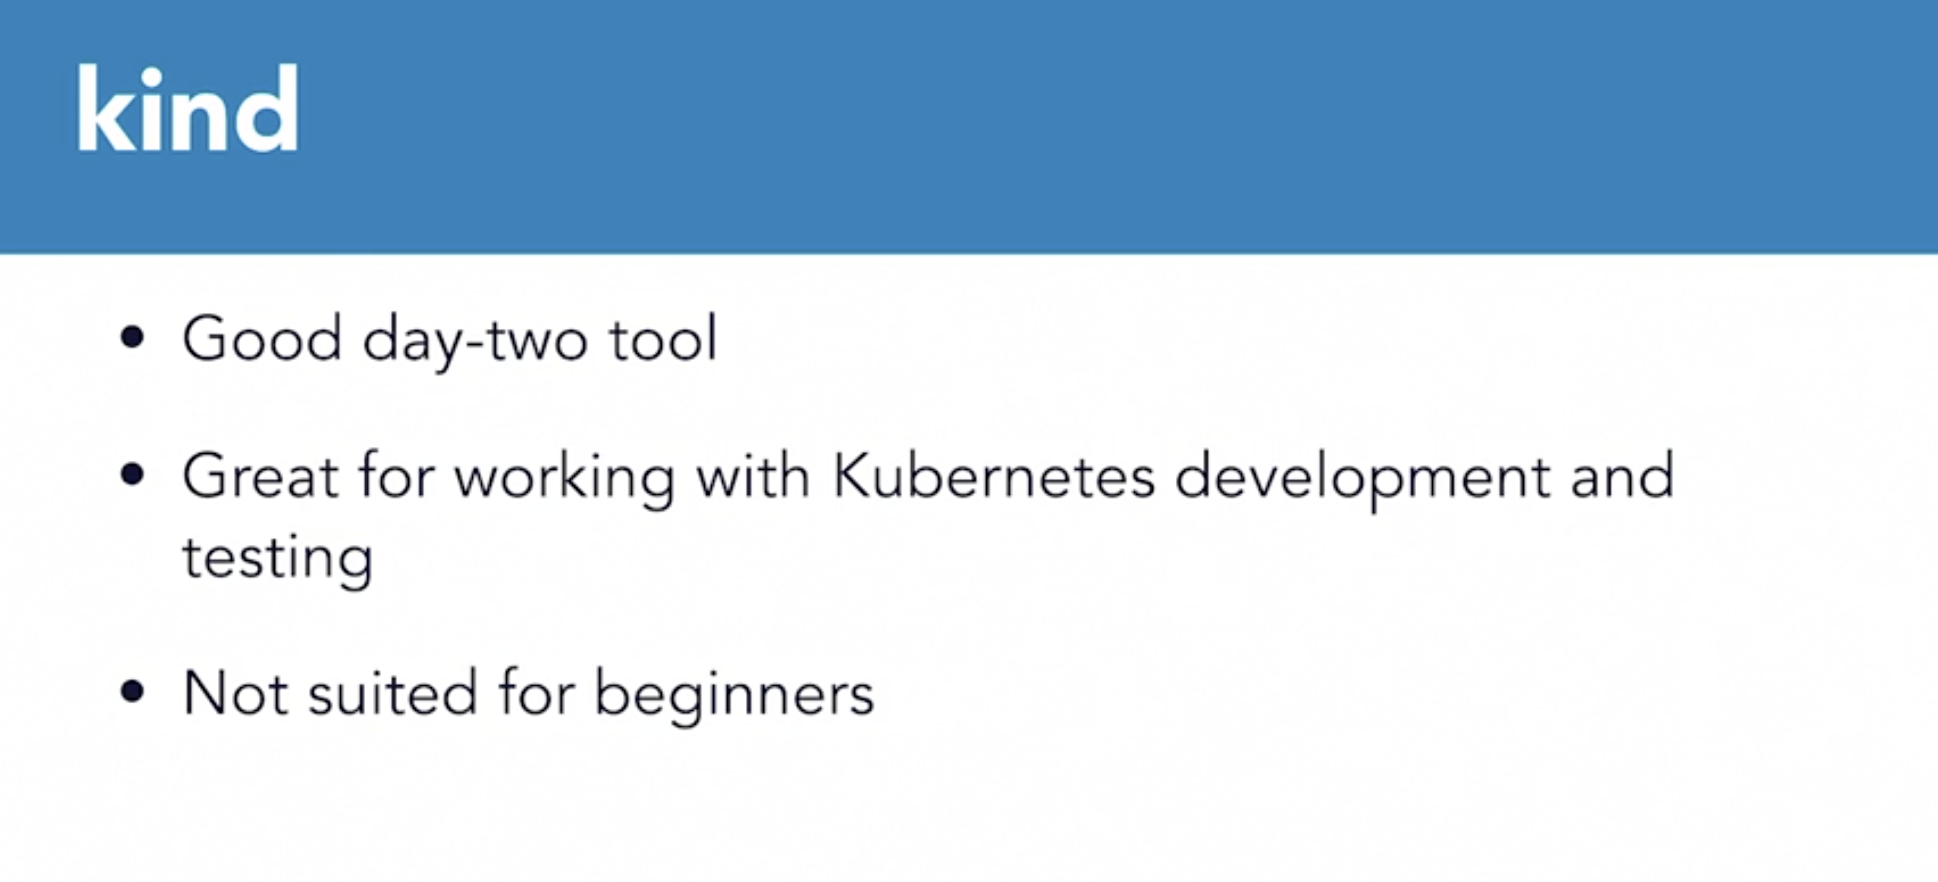 kind
• Good day-two tool
• Great for working with Kubernetes development and
testing
• Not suited for beginners